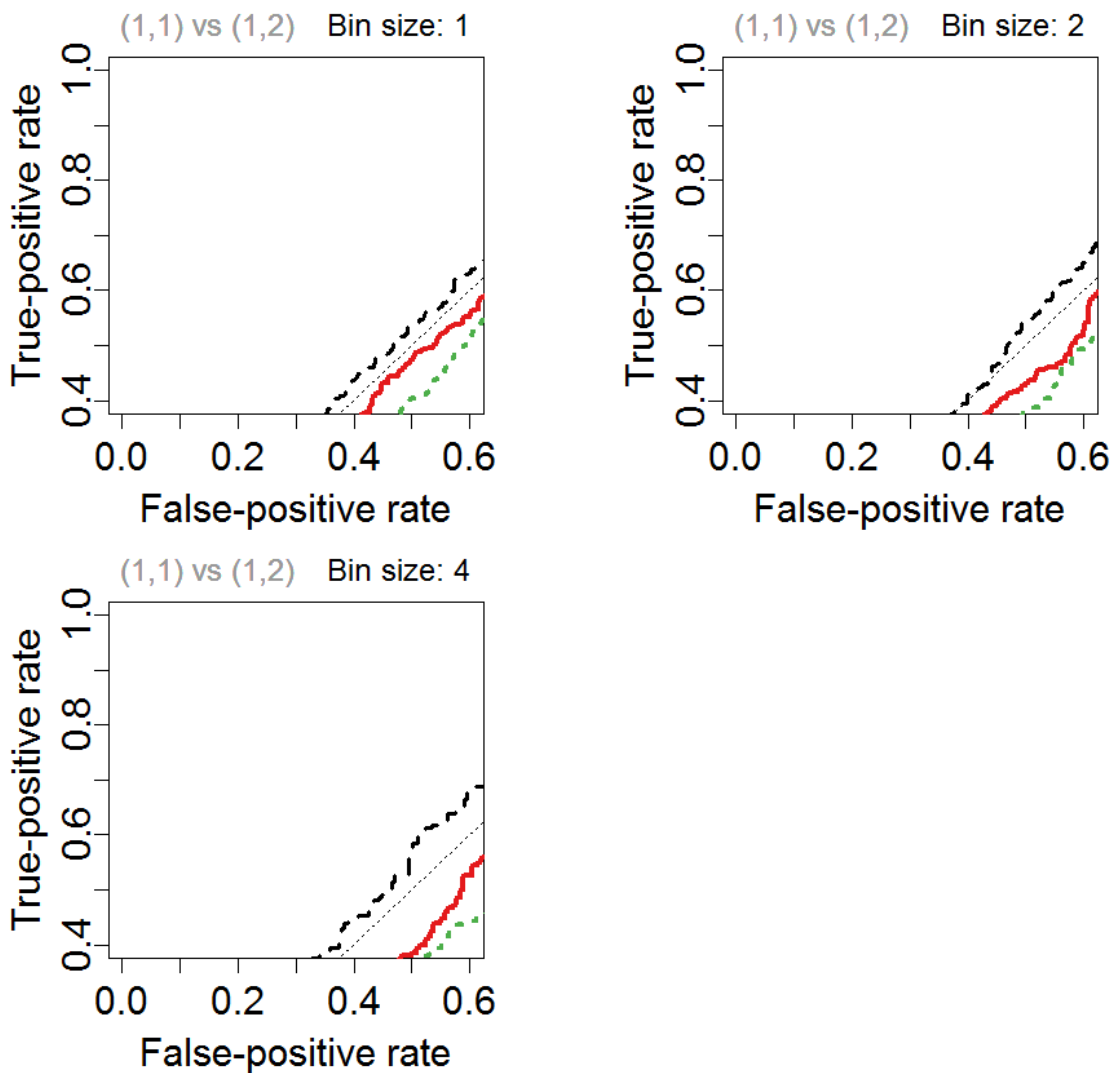 (1,1) vs (1,2) Bin size: 1
True-positive rate
1.0
0.8
0.6
0.4
0.0 0.2 0.4 0.6
False-positive rate
(1,1) vs (1,2) Bin size: 2
True-positive rate
1.0
0.8
0.6
0.4
0.0 0.2 0.4 0.6
False-positive rate
(1,1) vs (1,2) Bin size: 4
True-positive rate
1.0
0.8
0.6
0.4
0.0 0.2 0.4 0.6
False-positive rate